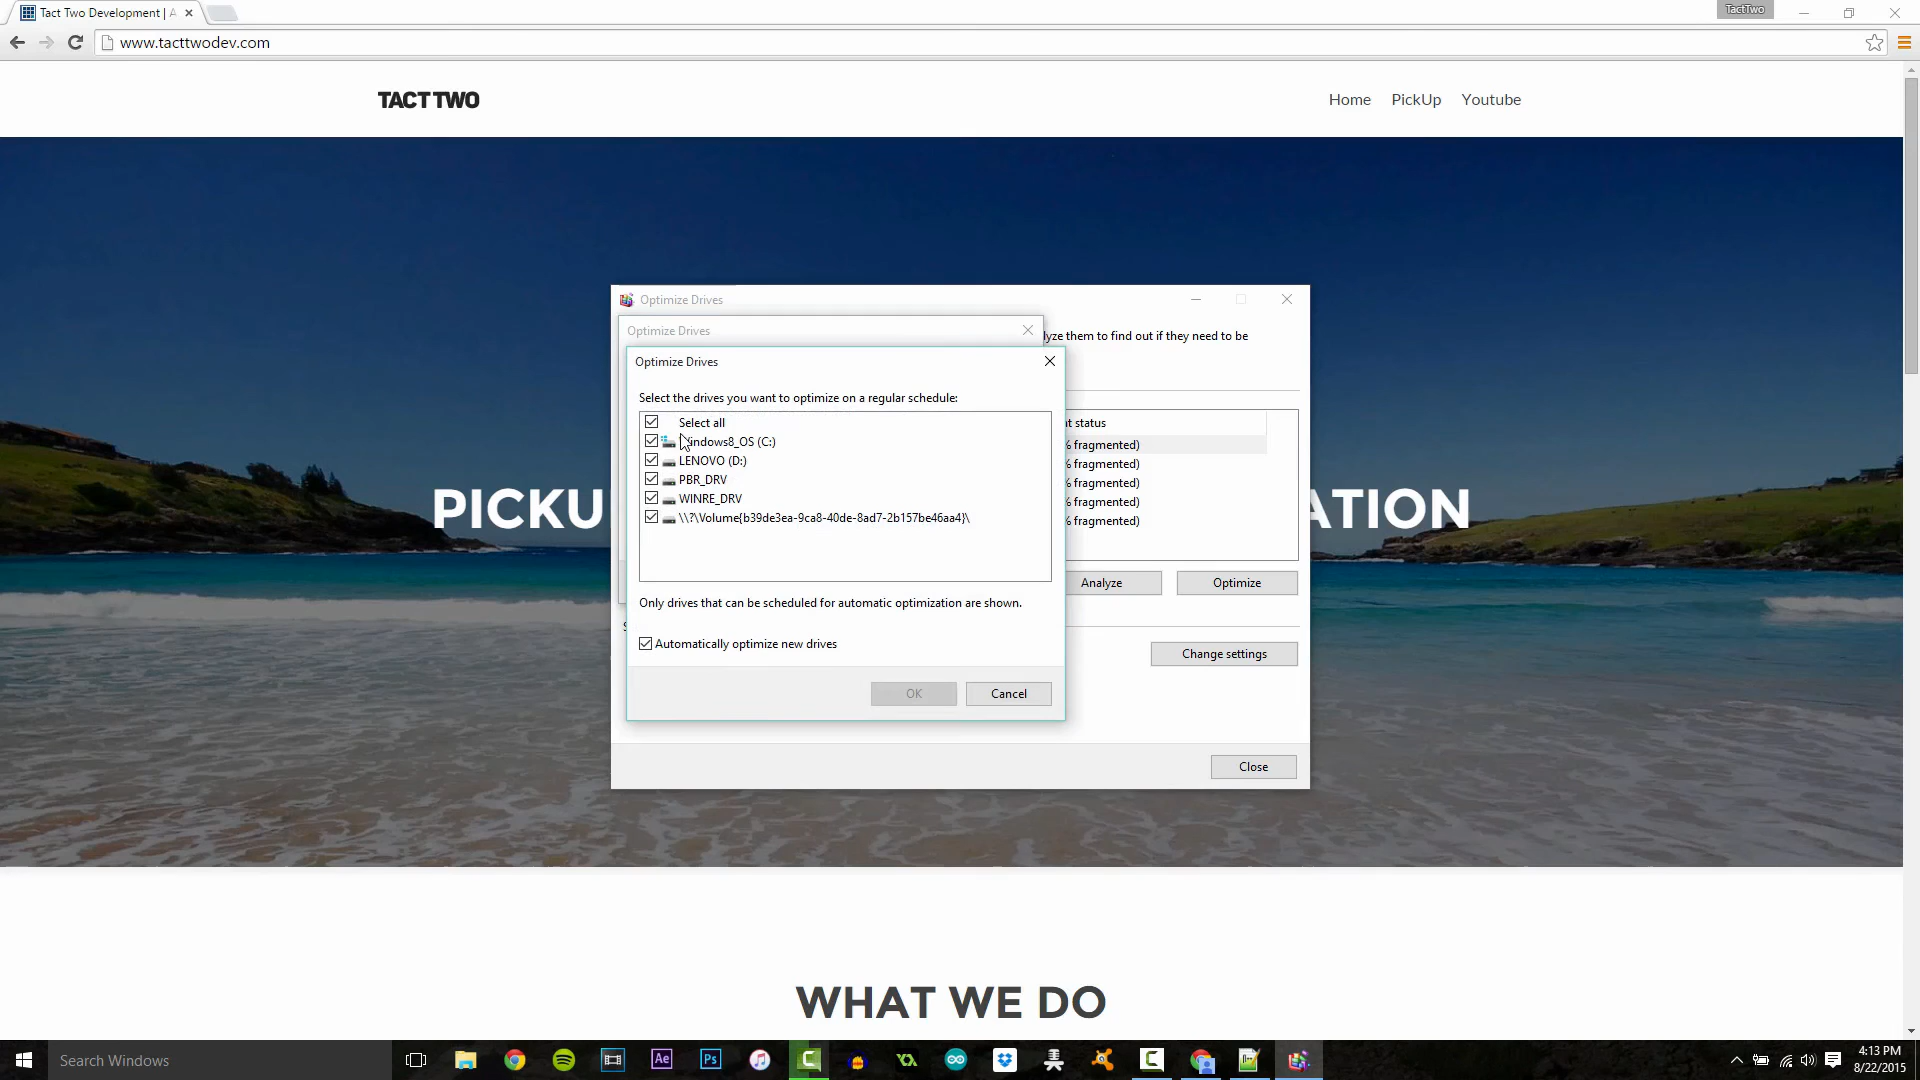 Tact Two Development | A
TactTwo
www.tacttwodev.com
TACT TWO
Home PickUp Youtube
Optimize Drives
Optimize Drives
lyze them to find out if they need to be
Optimize Drives
Select the drives you want to optimize on a regular schedule:
Select all
Windows8_OS (C:)
LENOVO (D:)
PBR_DRV
WINRE_DRV
\\?\Volume{b39de3ea-9ca8-40de-8ad7-2b157be46aa4}\
Only drives that can be scheduled for automatic optimization are shown.
Automatically optimize new drives
OK Cancel
nt status
% fragmented)
% fragmented)
% fragmented)
% fragmented)
% fragmented)
Analyze Optimize
Change settings
Close
PICKU ATION
WHAT WE DO
Search Windows
Ae
Ps
4:13 PM
8/22/2015